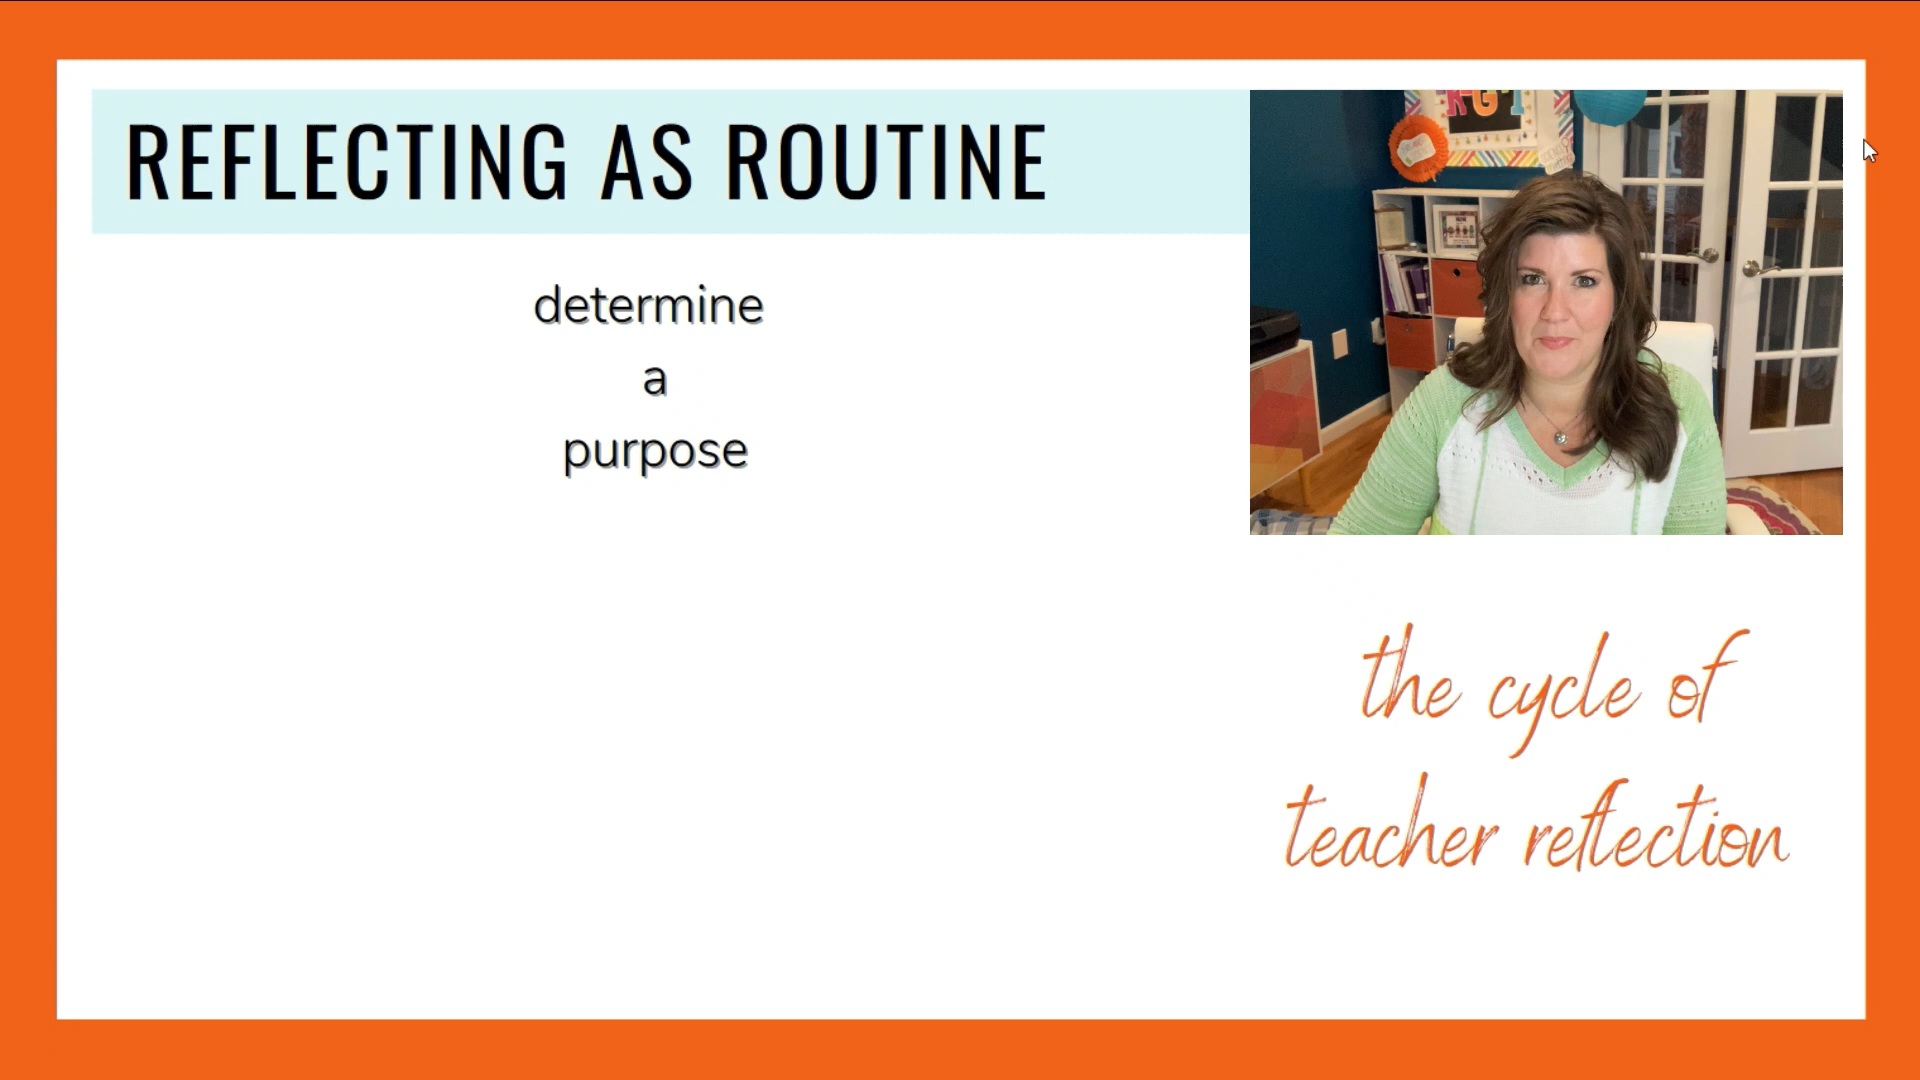 REFLECTING AS ROUTINE
determine
a
purpose
the cycle of
teacher reflection